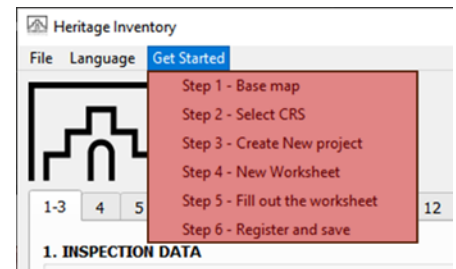 Heritage Inventory
File Language Get Started
Step 1 - Base map
Step 2 - Select CRS
Step 3 - Create New project
Step 4 - New Worksheet
Step 5 - Fill out the worksheet
Step 6 - Register and save
1-3 4 5 12
1. INSPECTION DATA